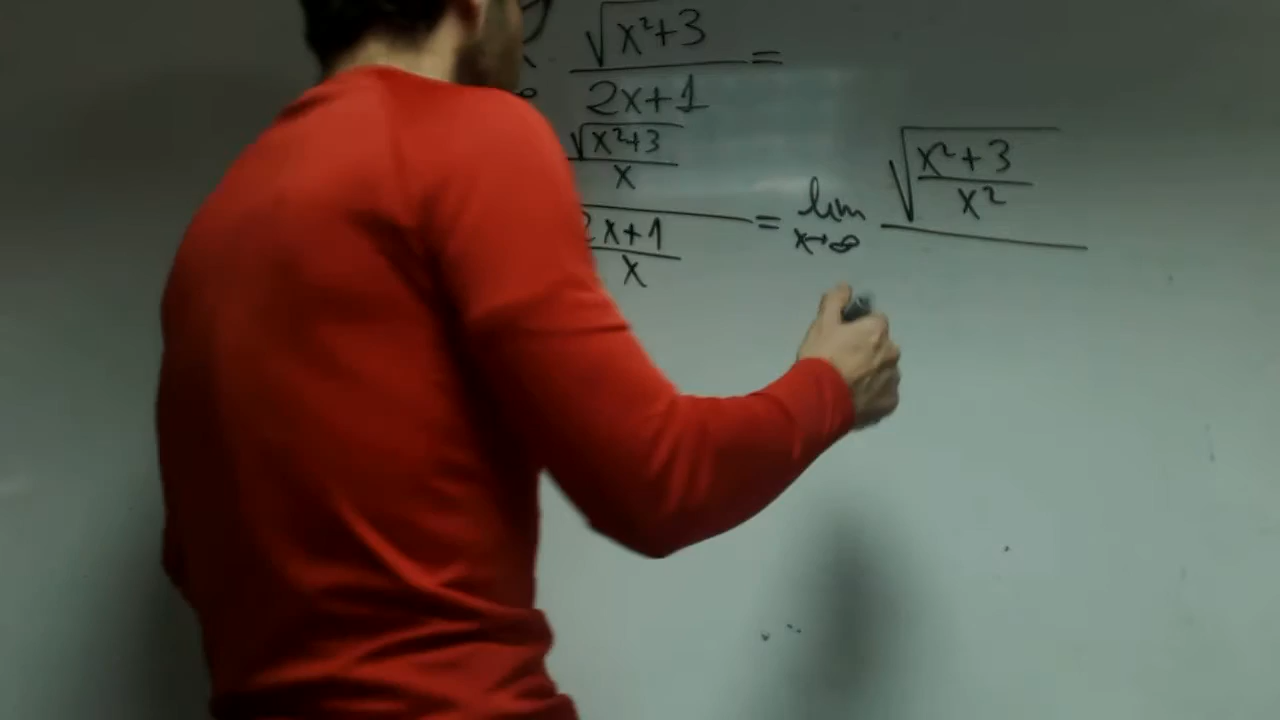 √x²+3
2x+1 =
√x²+3
x
2x+1
x
= lim
x→∞
√x²+3
x²